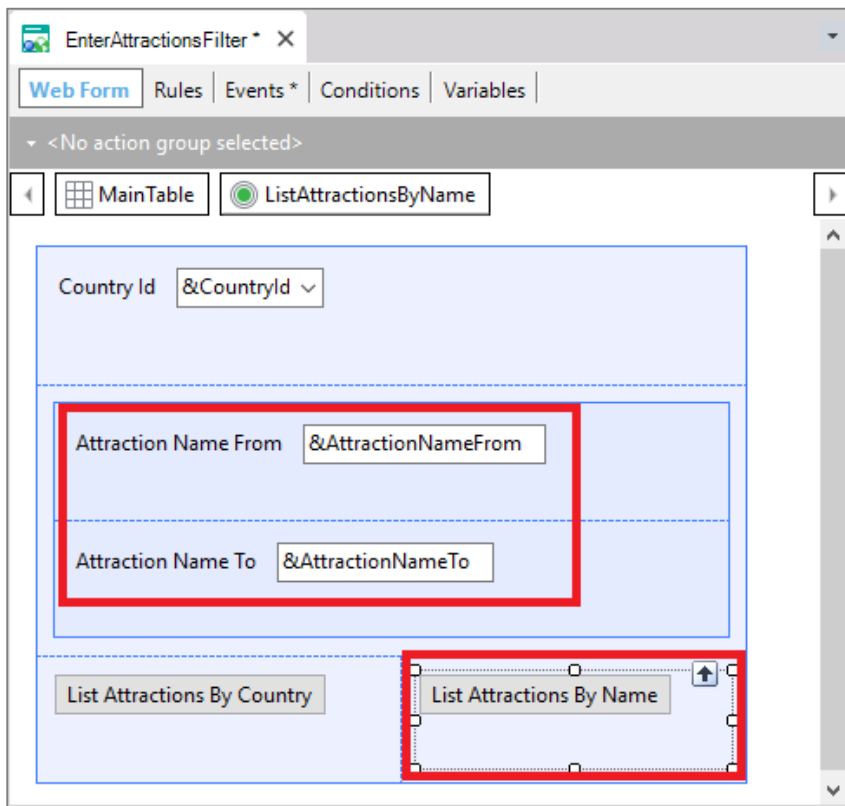 EnterAttractionsFilter *
Web Form Rules Events * Conditions Variables
<No action group selected>
MainTable ListAttractionsByName
Country Id &CountryId
Attraction Name From &AttractionNameFrom
Attraction Name To &AttractionNameTo
List Attractions By Country List Attractions By Name